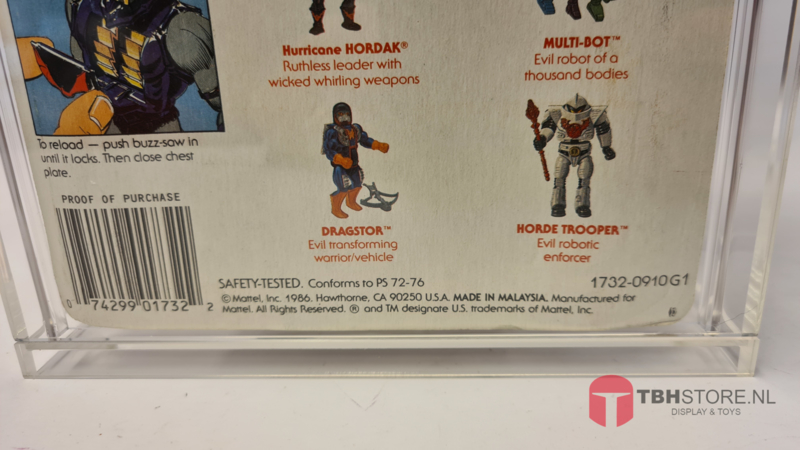 Hurricane HORDAK®
Ruthless leader with
wicked whirling weapons
MULTI-BOT™
Evil robot of a
thousand bodies
To reload — push buzz-saw in
until it locks. Then close chest
plate.
PROOF OF PURCHASE
0 74299 01732 2
DRAGSTOR™
Evil transforming
warrior/vehicle
HORDE TROOPER™
Evil robotic
enforcer
SAFETY-TESTED. Conforms to PS 72-76
1732-0910G1
© Mattel, Inc. 1986. Hawthorne, CA 90250 U.S.A. MADE IN MALAYSIA. Manufactured for
Mattel. All Rights Reserved. ® and TM designate U.S. trademarks of Mattel, Inc.
TBHSTORE.NL
DISPLAY & TOYS